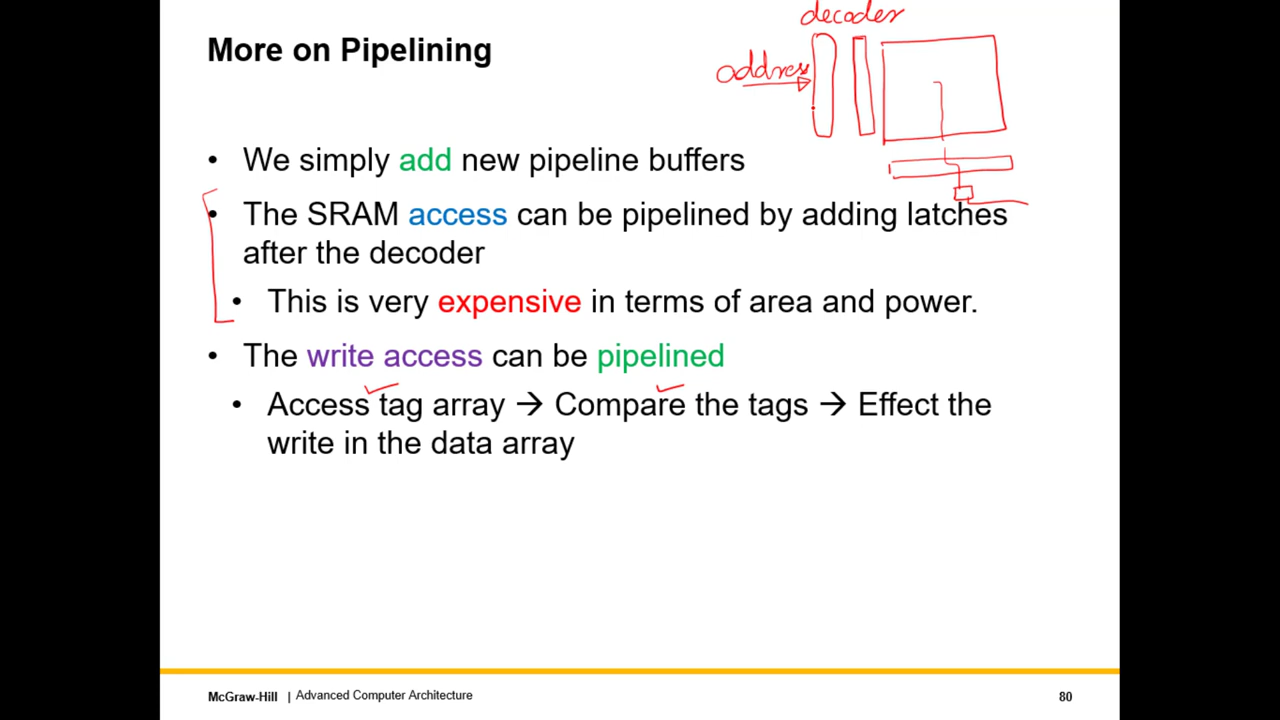 decoder
More on Pipelining
address
• We simply add new pipeline buffers
• The SRAM access can be pipelined by adding latches
after the decoder
• This is very expensive in terms of area and power.
• The write access can be pipelined
• Access tag array → Compare the tags → Effect the
write in the data array
McGraw-Hill | Advanced Computer Architecture
80